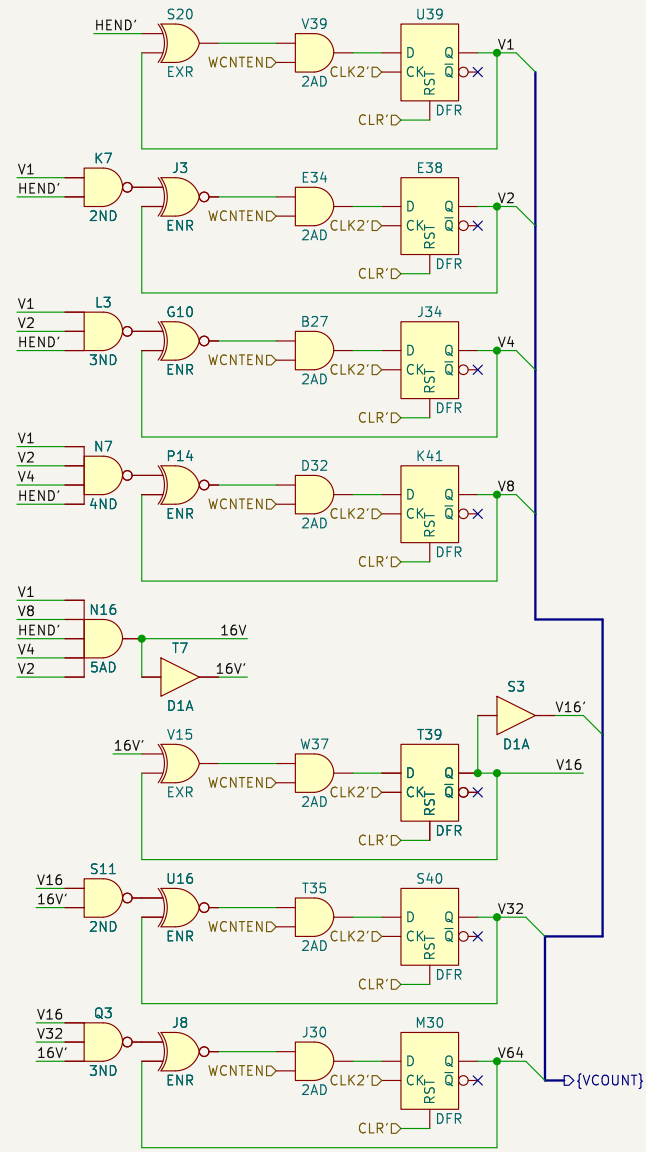 S20
HEND'
V39
U39
WCNTEND
CLK2'
D
Q
V1
CK
Q
RST
EXR
2AD
DFR
CLR'
K7
V1
HEND'
2ND
J3
ENR
E34
WCNTEND
2AD
E38
CLK2'
D
Q
V2
CK
Q
RST
DFR
CLR'
L3
V1
V2
HEND'
3ND
G10
ENR
B27
WCNTEND
2AD
J34
CLK2'
D
Q
V4
CK
Q
RST
DFR
CLR'
N7
V1
V2
V4
HEND'
4ND
P14
ENR
D32
WCNTEND
2AD
K41
CLK2'
D
Q
V8
CK
Q
RST
DFR
CLR'
V1
V8
HEND'
V4
V2
N16
5AD
16V
T7
16V'
D1A
S3
V16'
D1A
V15
16V'
EXR
W37
WCNTEND
2AD
T39
CLK2'
D
Q
V16
CK
Q
RST
DFR
CLR'
S11
V16
16V'
2ND
U16
ENR
T35
WCNTEND
2AD
S40
CLK2'
D
Q
V32
CK
Q
RST
DFR
CLR'
Q3
V16
V32
16V'
3ND
J8
ENR
J30
WCNTEND
2AD
M30
CLK2'
D
Q
V64
CK
Q
RST
DFR
CLR'
{VCOUNT}